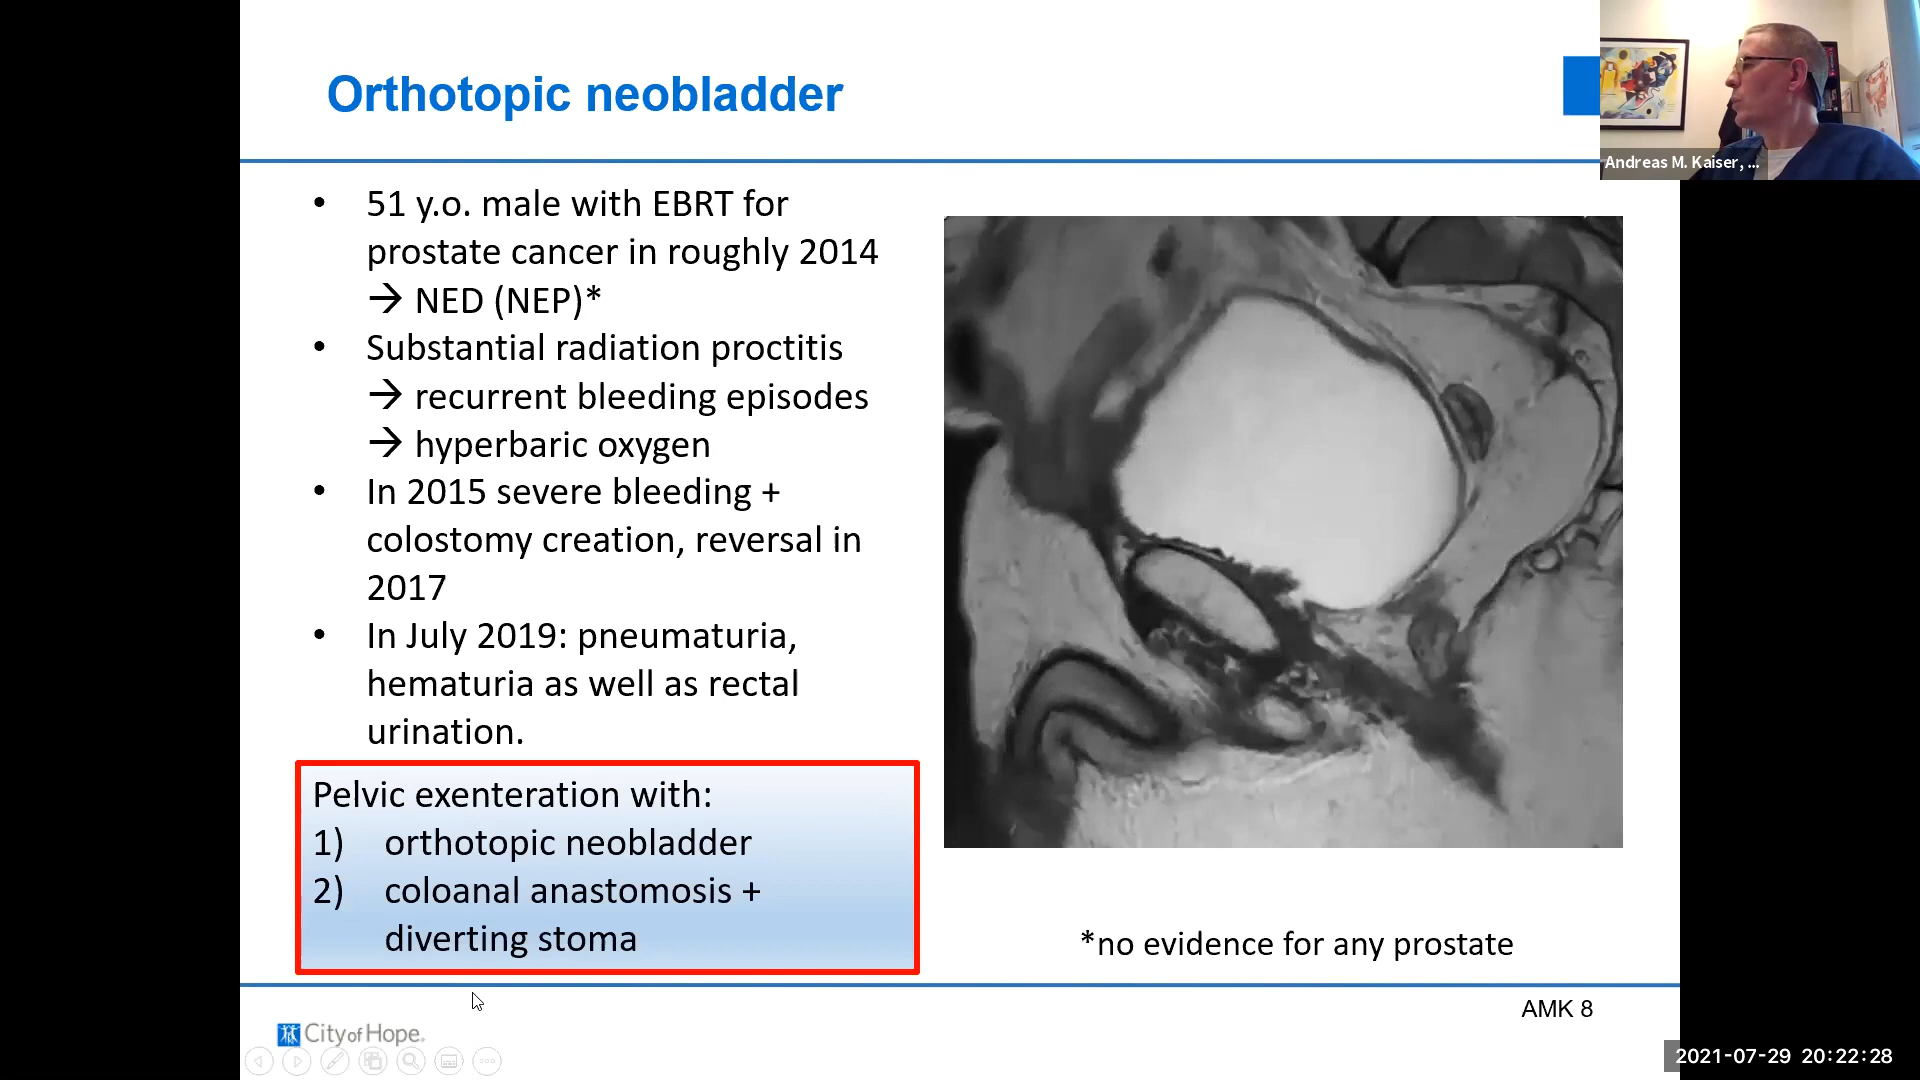 Orthotopic neobladder
Andreas M. Kaiser, ...
• 51 y.o. male with EBRT for
prostate cancer in roughly 2014
→ NED (NEP)*
• Substantial radiation proctitis
→ recurrent bleeding episodes
→ hyperbaric oxygen
• In 2015 severe bleeding +
colostomy creation, reversal in
2017
• In July 2019: pneumaturia,
hematuria as well as rectal
urination.
Pelvic exenteration with:
1) orthotopic neobladder
2) coloanal anastomosis +
diverting stoma
*no evidence for any prostate
AMK 8
City of Hope.
2021-07-29 20:22:28